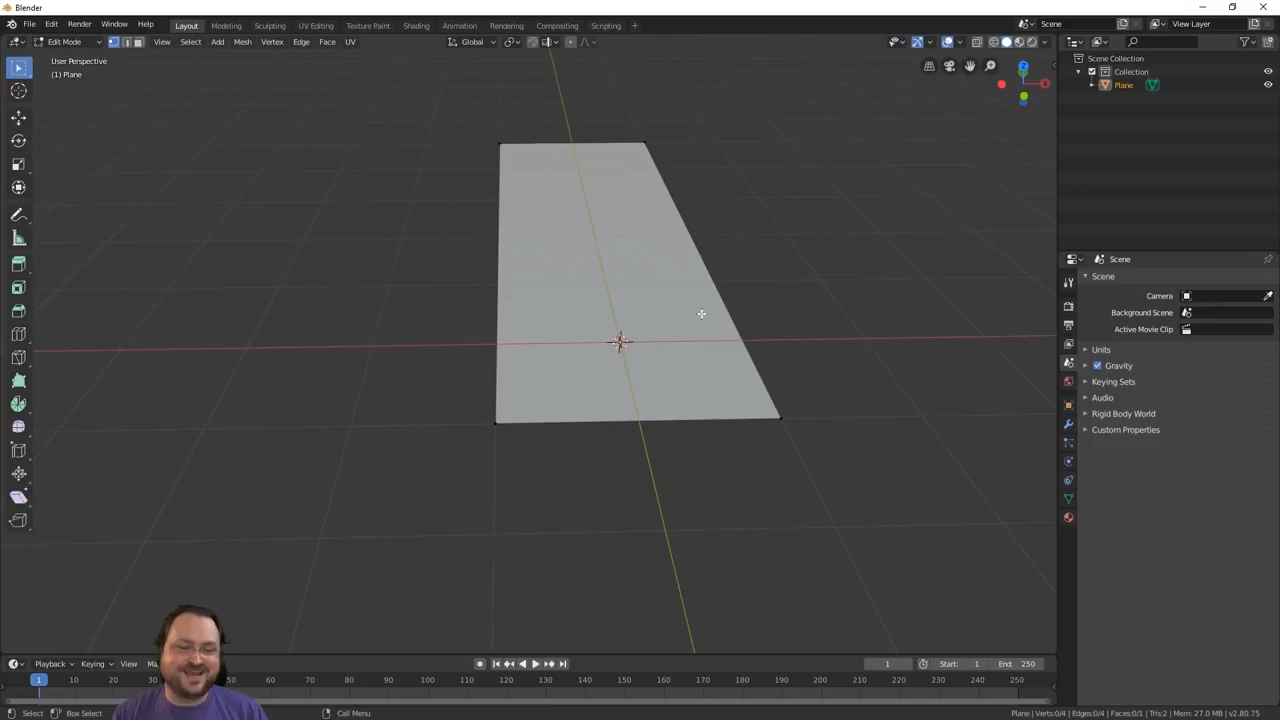 Blender
File Edit Render Window Help Layout Modeling Sculpting UV Editing Texture Paint Shading Animation Rendering Compositing Scripting + Scene View Layer
Edit Mode View Select Add Mesh Vertex Edge Face UV Global
User Perspective
(1) Plane
Z
Scene Collection
Collection
Plane
Scene
Scene
Camera
Background Scene
Active Movie Clip
Units
Gravity
Keying Sets
Audio
Rigid Body World
Custom Properties
Playback Keying View 1 Start: 1 End: 250
1 10 20 30 40 50 60 70 80 90 100 110 120 130 140 150 160 170 180 190 200 210 220 230 240 250
Select Box Select Call Menu Plane | Verts:0/4 | Edges:0/4 | Faces:0/1 | Tris:2 | Mem: 27.0 MB | v2.80.75